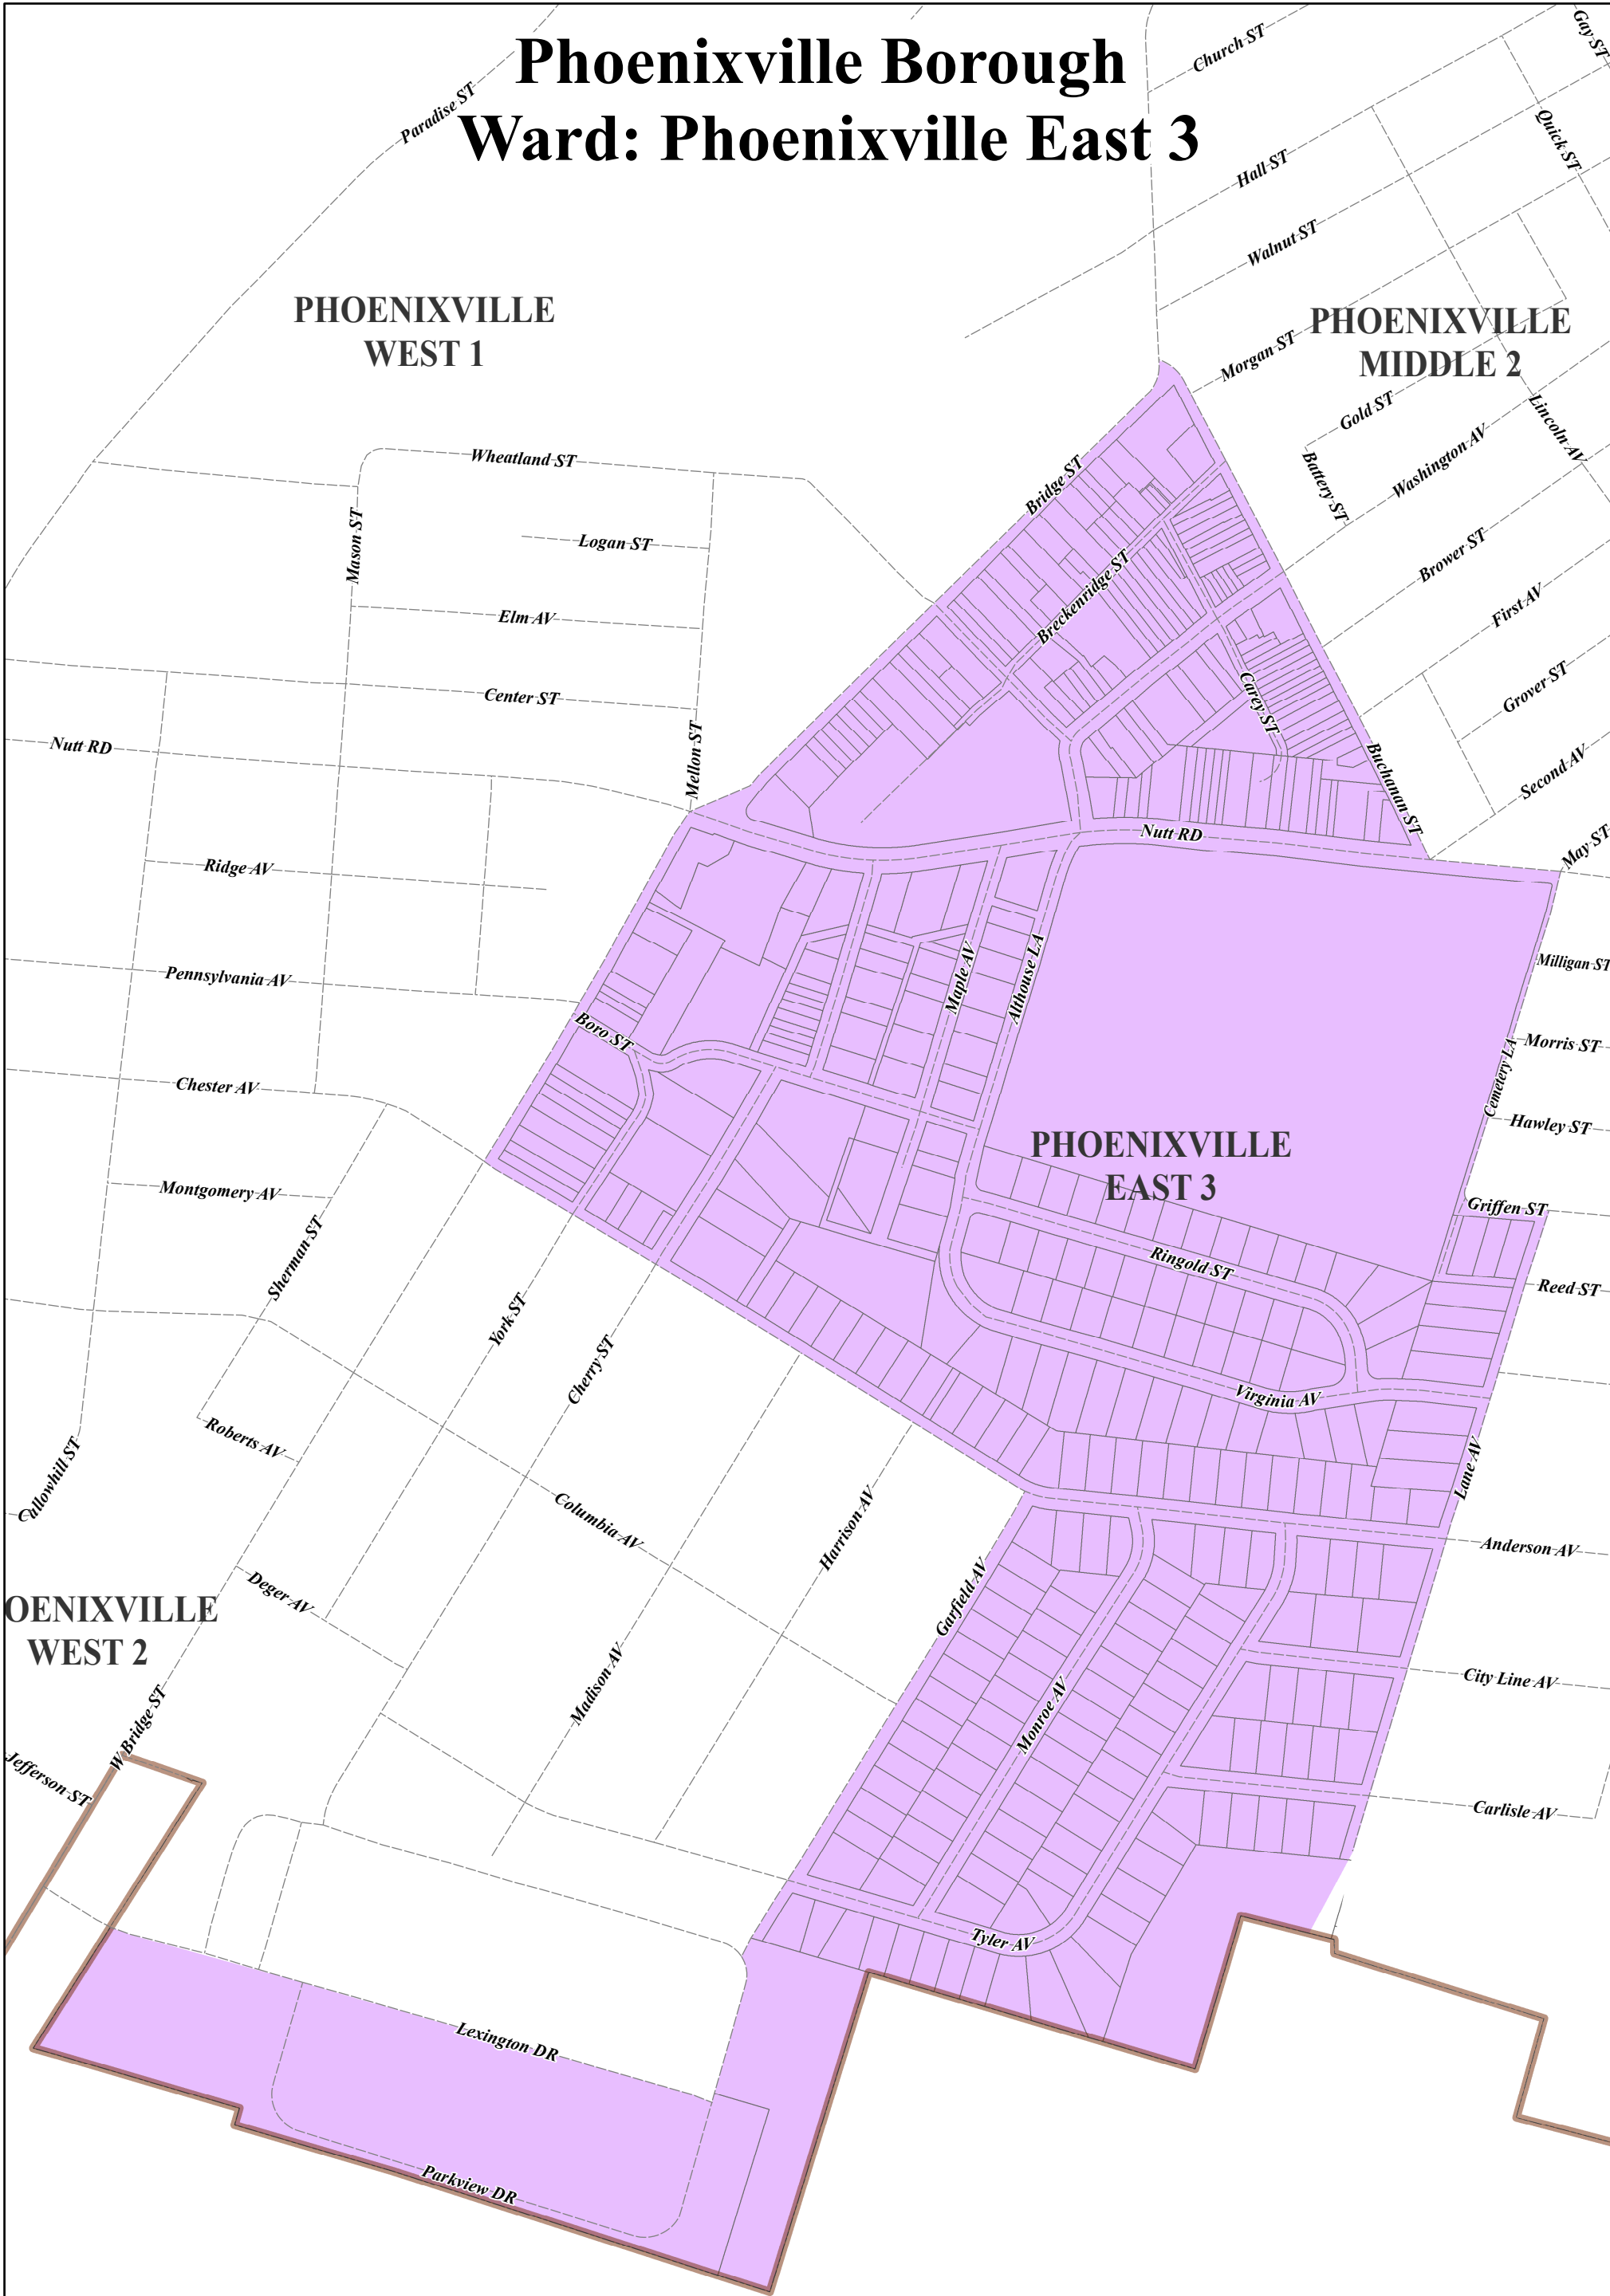 Phoenixville Borough
Ward: Phoenixville East 3
Gay ST
Church ST
Paradise ST
Quick ST
Hall ST
Walnut ST
PHOENIXVILLE
WEST 1
PHOENIXVILLE
MIDDLE 2
Morgan ST
Gold ST
Lincoln AV
Washington AV
Battery ST
Wheatland ST
Bridge ST
Mason ST
Logan ST
Brower ST
Breckenridge ST
First AV
Elm AV
Center ST
Carey ST
Grover ST
Nutt RD
Mellon ST
Buchanan ST
Second AV
Nutt RD
May ST
Ridge AV
Maple AV
Althouse LA
Milligan ST
Pennsylvania AV
Boro ST
Morris ST
Cemetery LA
Chester AV
Hawley ST
PHOENIXVILLE
EAST 3
Montgomery AV
Griffen ST
Sherman ST
Ringold ST
Reed ST
York ST
Cherry ST
Virginia AV
Roberts AV
Callowhill ST
Lane AV
Columbia AV
Harrison AV
Anderson AV
Deger AV
Garfield AV
OENIXVILLE
WEST 2
Madison AV
City Line AV
Monroe AV
W Bridge ST
Jefferson ST
Carlisle AV
Tyler AV
Lexington DR
Parkview DR